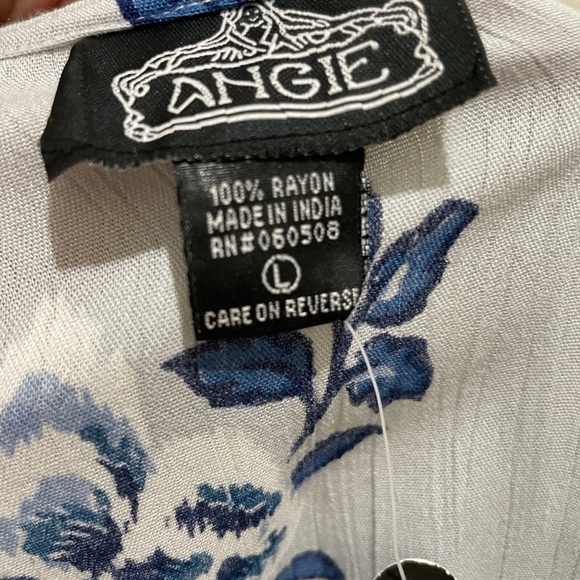 ANGIE
100% RAYON
MADE IN INDIA
RN#060508
L
CARE ON REVERSE